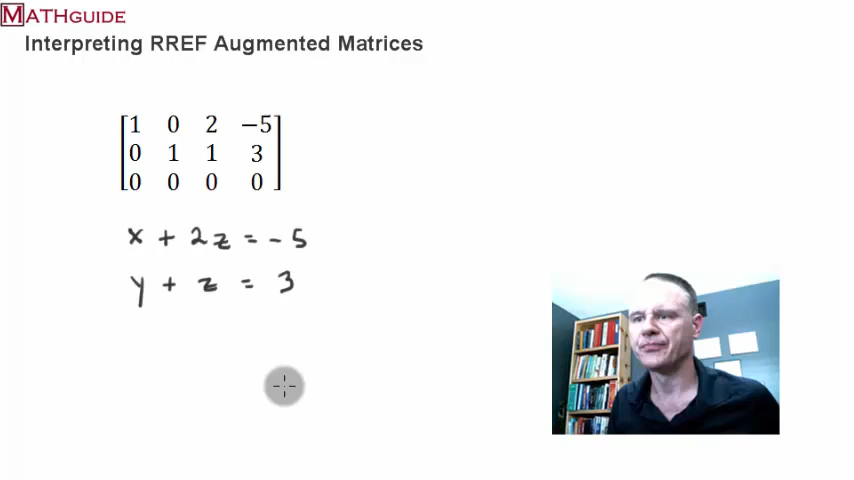 MATHGUIDE
Interpreting RREF Augmented Matrices
1 0 2 −5
0 1 1 3
0 0 0 0
x + 2z = - 5
y + z = 3